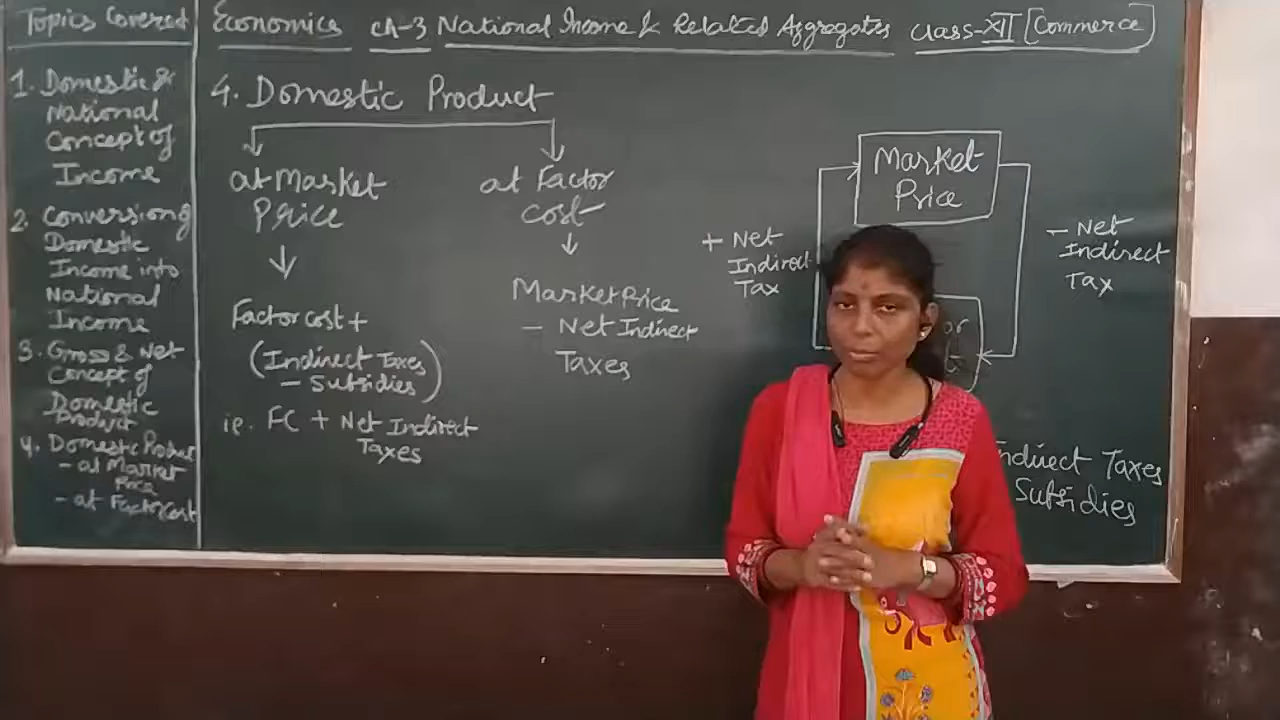 Topics Covered
1. Domestic &
National
Concept of
Income
2. Conversion of
Domestic
Income into
National
Income
3. Gross & Net
Concept of
Domestic
Product
4. Domestic Product
- at Market
Price
- at Factor Cost
Economics Ch-3 National Income & Related Aggregates Class-XII [Commerce]
4. Domestic Product
at Market
Price
Factor cost +
(Indirect Taxes
- Subsidies)
ie. FC + Net Indirect
Taxes
at Factor
Cost
Market Price
- Net Indirect
Taxes
Market
Price
+ Net
Indirect
Tax
- Net
Indirect
Tax
or
Indirect Taxes
Subsidies